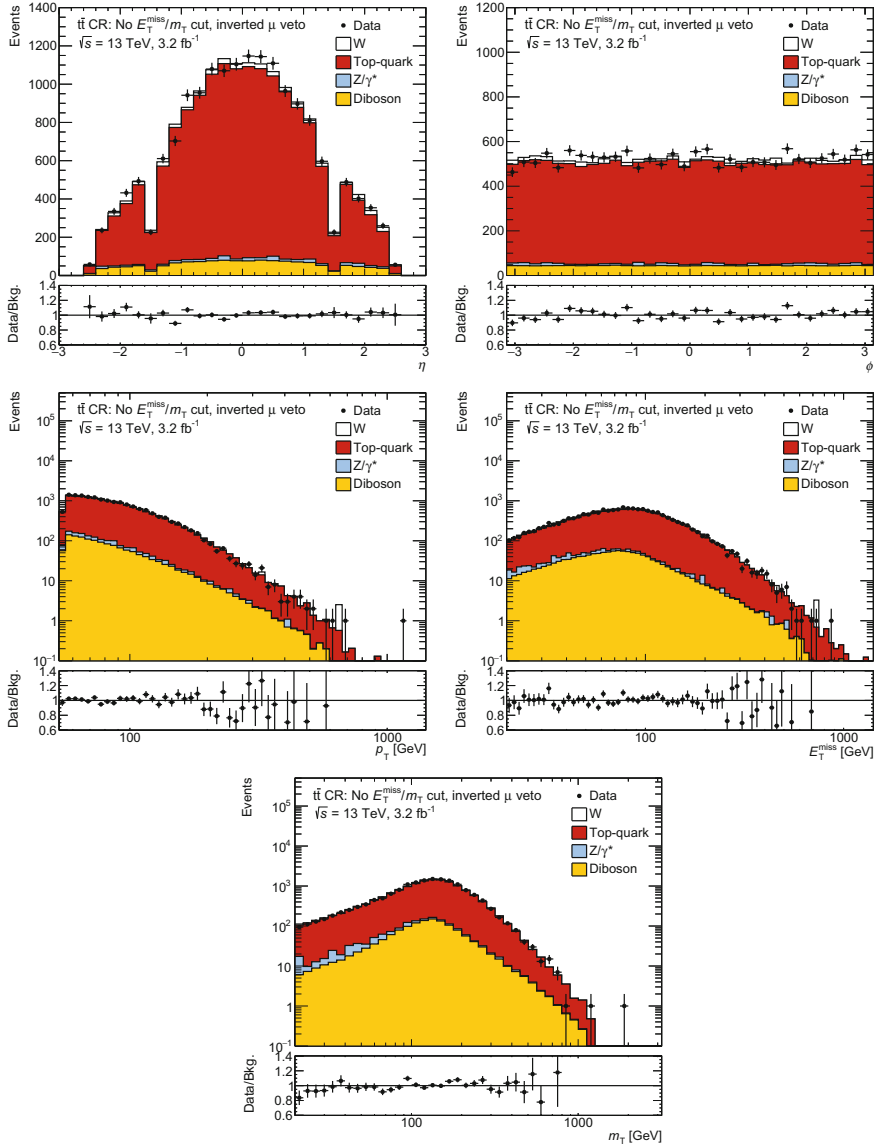 Events
1400
1200
1000
800
600
400
200
0
tt̄ CR: No E_T^miss/m_T cut, inverted μ veto
√s = 13 TeV, 3.2 fb⁻¹
Data
W
Top-quark
Z/γ*
Diboson
Data/Bkg.
1.4
1.2
1
0.8
0.6
−3 −2 −1 0 1 2 3
η
Events
1200
1000
800
600
400
200
0
tt̄ CR: No E_T^miss/m_T cut, inverted μ veto
√s = 13 TeV, 3.2 fb⁻¹
Data
W
Top-quark
Z/γ*
Diboson
Data/Bkg.
1.4
1.2
1
0.8
0.6
−3 −2 −1 0 1 2 3
φ
Events
10⁵
10⁴
10³
10²
10
1
10⁻¹
tt̄ CR: No E_T^miss/m_T cut, inverted μ veto
√s = 13 TeV, 3.2 fb⁻¹
Data
W
Top-quark
Z/γ*
Diboson
Data/Bkg.
1.4
1.2
1
0.8
0.6
100 1000
p_T [GeV]
Events
10⁵
10⁴
10³
10²
10
1
10⁻¹
tt̄ CR: No E_T^miss/m_T cut, inverted μ veto
√s = 13 TeV, 3.2 fb⁻¹
Data
W
Top-quark
Z/γ*
Diboson
Data/Bkg.
1.4
1.2
1
0.8
0.6
100 1000
E_T^miss [GeV]
Events
10⁵
10⁴
10³
10²
10
1
10⁻¹
tt̄ CR: No E_T^miss/m_T cut, inverted μ veto
√s = 13 TeV, 3.2 fb⁻¹
Data
W
Top-quark
Z/γ*
Diboson
Data/Bkg.
1.4
1.2
1
0.8
0.6
100 1000
m_T [GeV]